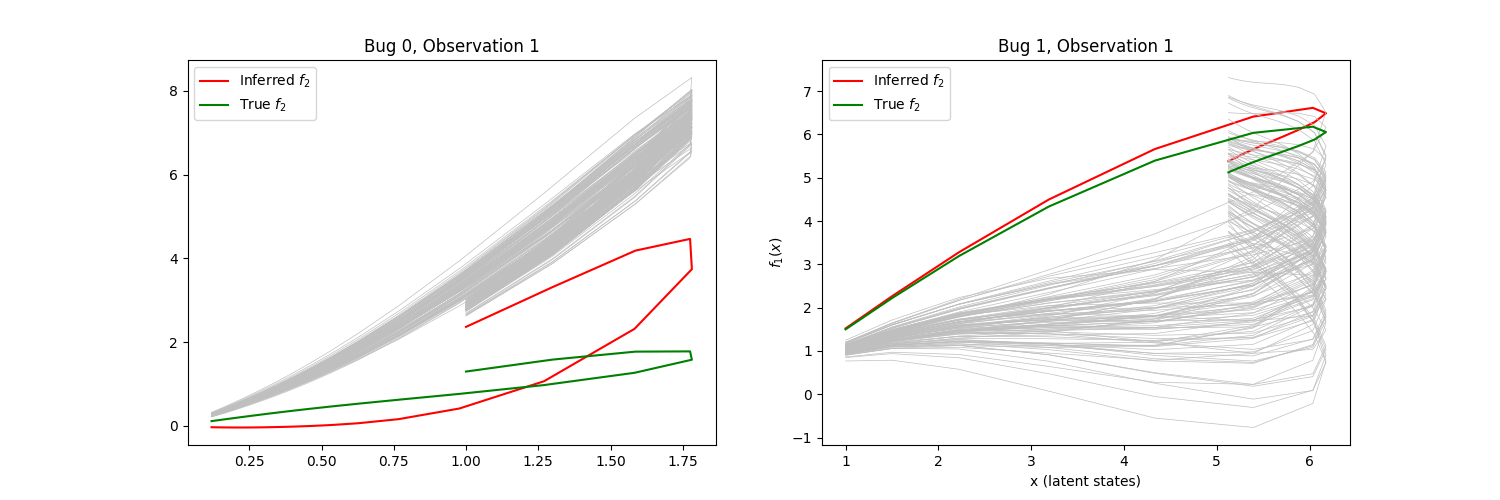 Bug 0, Observation 1
Inferred f₂
True f₂
8
6
4
2
0
0.25 0.50 0.75 1.00 1.25 1.50 1.75
Bug 1, Observation 1
Inferred f₂
True f₂
f₁(x)
7
6
5
4
3
2
1
0
−1
1 2 3 4 5 6
x (latent states)